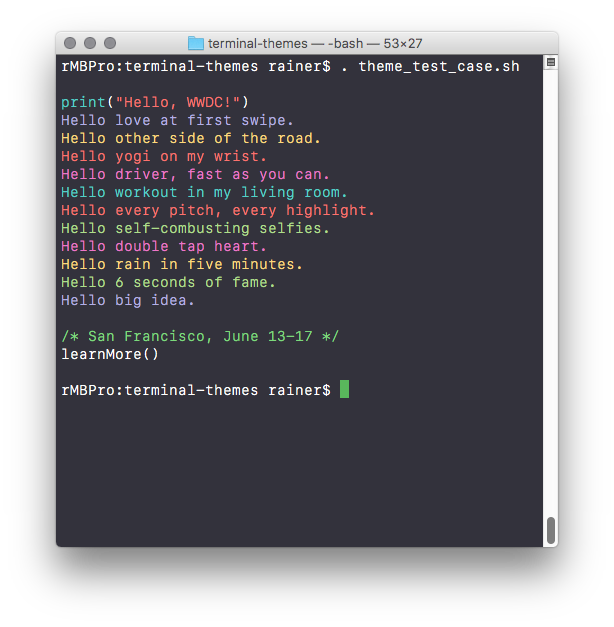 terminal-themes — -bash — 53×27
rMBPro:terminal-themes rainer$ . theme_test_case.sh
print("Hello, WWDC!")
Hello love at first swipe.
Hello other side of the road.
Hello yogi on my wrist.
Hello driver, fast as you can.
Hello workout in my living room.
Hello every pitch, every highlight.
Hello self-combusting selfies.
Hello double tap heart.
Hello rain in five minutes.
Hello 6 seconds of fame.
Hello big idea.
/* San Francisco, June 13-17 */
learnMore()
rMBPro:terminal-themes rainer$